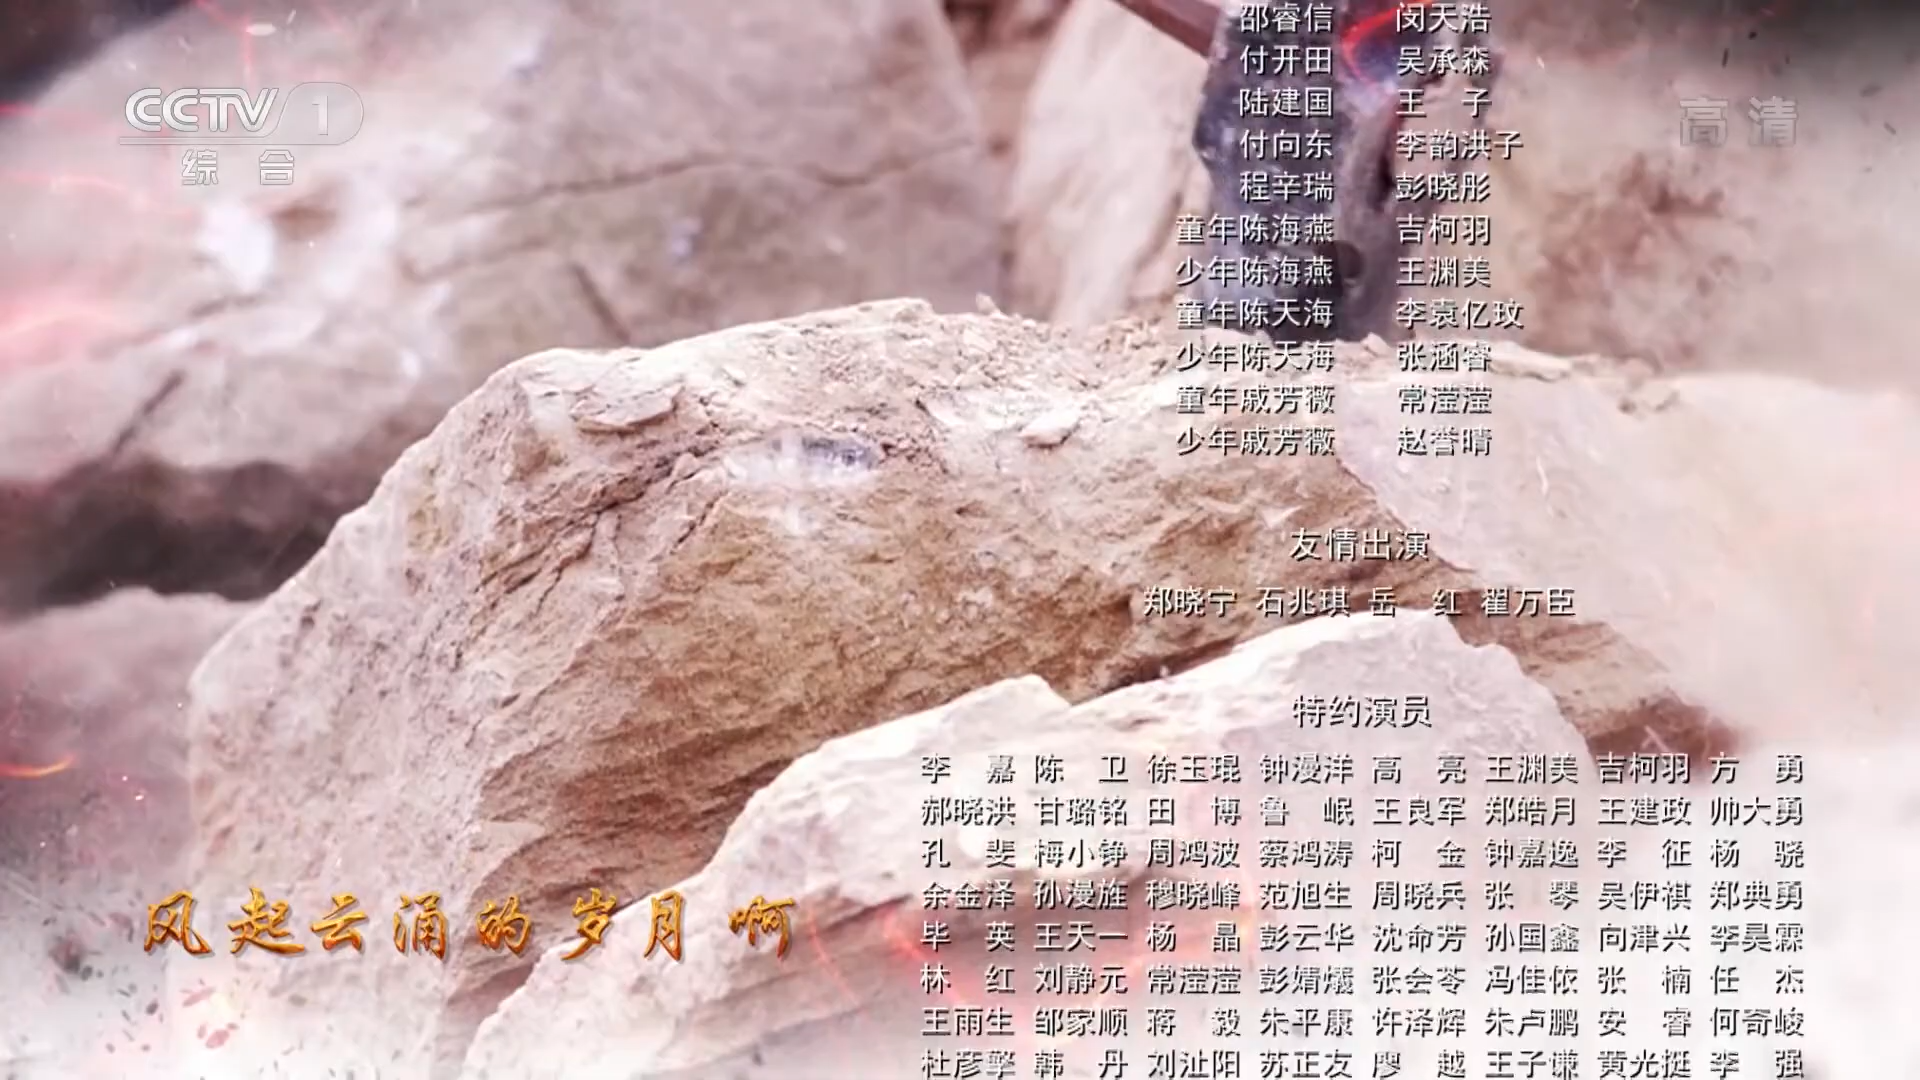 邵睿信 闵天浩
付开田 吴承森
陆建国 王 子
付向东 李韵洪子
程辛瑞 彭晓彤
童年陈海燕 吉柯羽
少年陈海燕 王渊美
童年陈天海 李袁亿玟
少年陈天海 张涵睿
童年戚芳薇 常滢滢
少年戚芳薇 赵誉晴
CCTV 1
综 合
高 清
友情出演
郑晓宁 石兆琪 岳 红 翟万臣
特约演员
李 嘉 陈 卫 徐玉琨 钟漫洋 高 亮 王渊美 吉柯羽 方 勇
郝晓洪 甘璐铭 田 博 鲁 岷 王良军 郑皓月 王建政 帅大勇
孔 斐 梅小铮 周鸿波 蔡鸿涛 柯 金 钟嘉逸 李 征 杨 骁
余金泽 孙漫旌 穆晓峰 范旭生 周晓兵 张 琴 吴伊祺 郑典勇
毕 英 王天一 杨 晶 彭云华 沈命芳 孙国鑫 向津兴 李昊霖
林 红 刘静元 常滢滢 彭婧爔 张会苓 冯佳依 张 楠 任 杰
王雨生 邹家顺 蒋 毅 朱平康 许泽辉 朱卢鹏 安 睿 何奇峻
杜彦擎 韩 丹 刘沚阳 苏正友 廖 越 王子谦 黄光挺 李 强
风起云涌的岁月啊